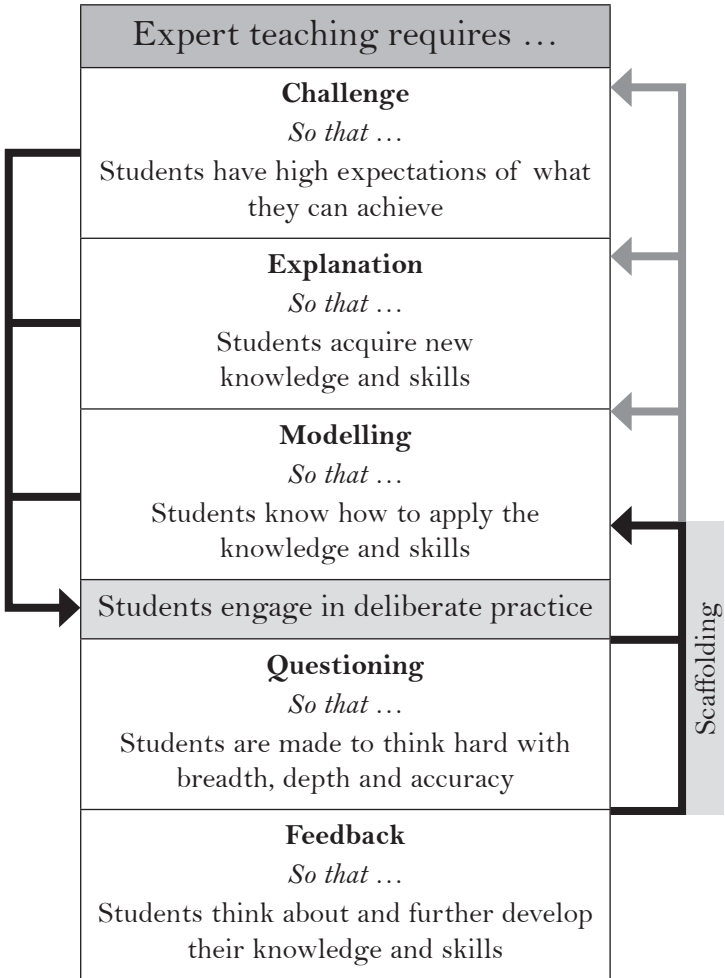 Expert teaching requires …
Challenge
So that …
Students have high expectations of what
they can achieve
Explanation
So that …
Students acquire new
knowledge and skills
Modelling
So that …
Students know how to apply the
knowledge and skills
Students engage in deliberate practice
Questioning
So that …
Students are made to think hard with
breadth, depth and accuracy
Feedback
So that …
Students think about and further develop
their knowledge and skills
Scaffolding